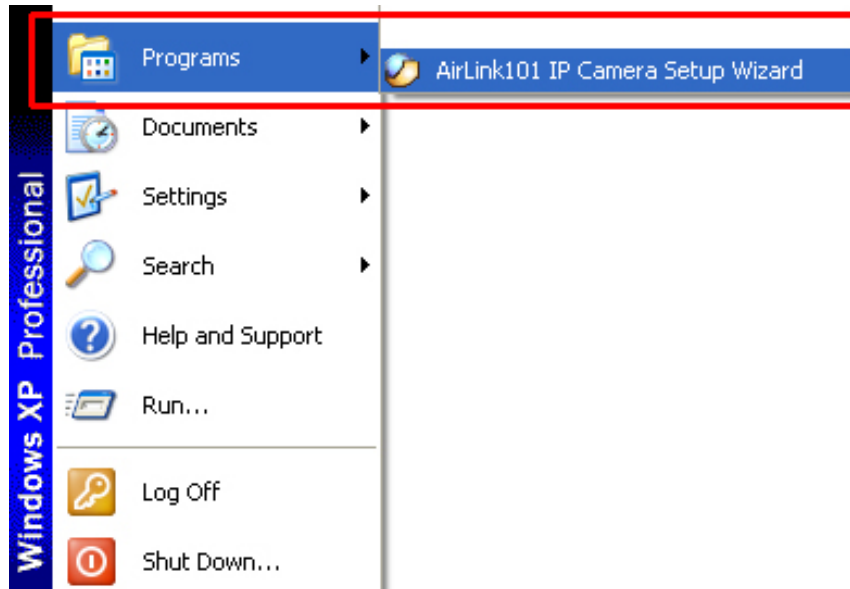 Programs
AirLink101 IP Camera Setup Wizard
Documents
Settings
Search
Help and Support
Run...
Log Off
Shut Down...
Windows XP Professional